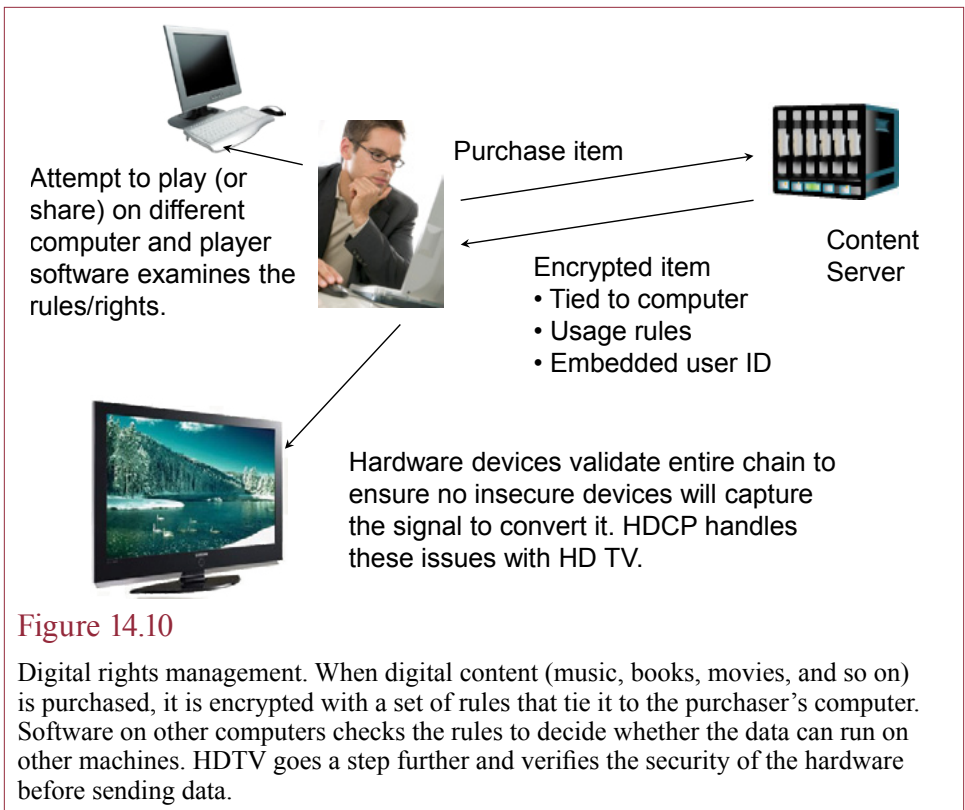 Purchase item
Attempt to play (or
share) on different
computer and player
software examines the
rules/rights.
Content
Server
Encrypted item
• Tied to computer
• Usage rules
• Embedded user ID
Hardware devices validate entire chain to
ensure no insecure devices will capture
the signal to convert it. HDCP handles
these issues with HD TV.
Figure 14.10
Digital rights management. When digital content (music, books, movies, and so on)
is purchased, it is encrypted with a set of rules that tie it to the purchaser’s computer.
Software on other computers checks the rules to decide whether the data can run on
other machines. HDTV goes a step further and verifies the security of the hardware
before sending data.